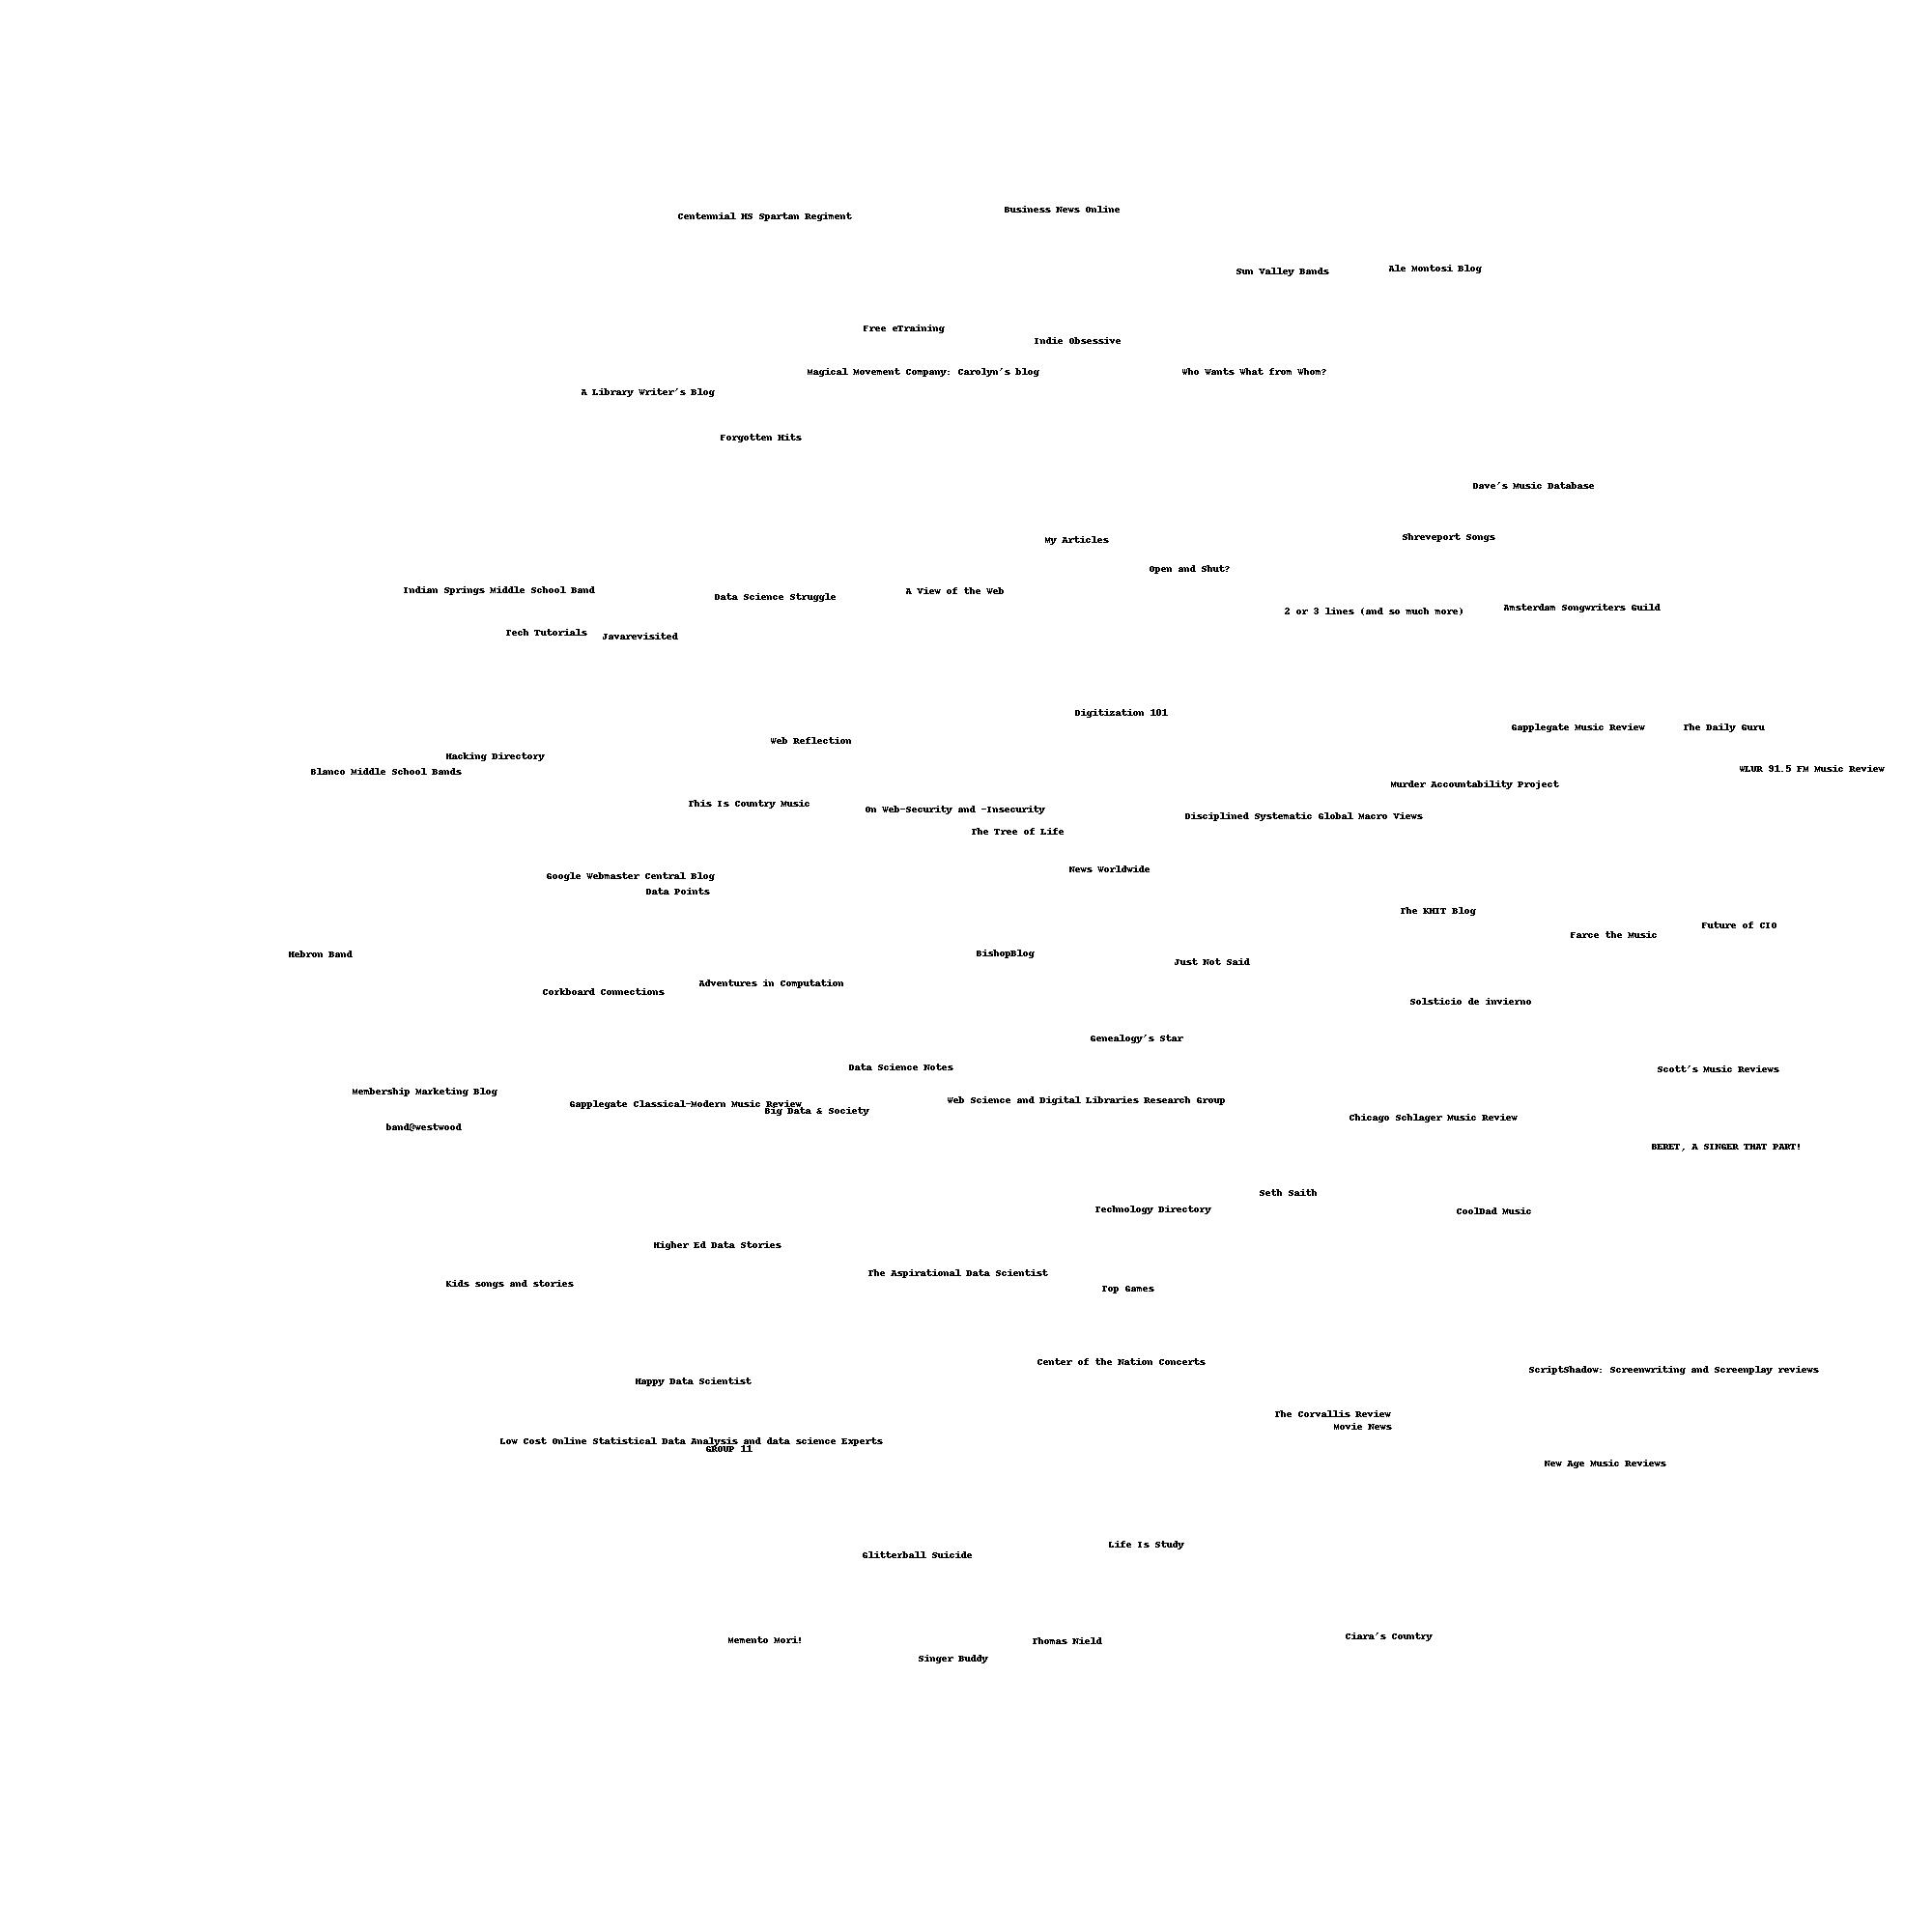 Business News Online
Centennial HS Spartan Regiment
Ale Montosi Blog
Sun Valley Bands
Free eTraining
Indie Obsessive
Magical Movement Company: Carolyn's blog
Who Wants What from Whom?
A Library Writer's Blog
Forgotten Hits
Dave's Music Database
Shreveport Songs
My Articles
Open and Shut?
Indian Springs Middle School Band
A View of the Web
Data Science Struggle
Amsterdam Songwriters Guild
2 or 3 lines (and so much more)
Tech Tutorials
Javarevisited
Digitization 101
Gapplegate Music Review
The Daily Guru
Web Reflection
Hacking Directory
WLUR 91.5 FM Music Review
Blanco Middle School Bands
Murder Accountability Project
This Is Country Music
On Web-Security and -Insecurity
Disciplined Systematic Global Macro Views
The Tree of Life
News Worldwide
Google Webmaster Central Blog
Data Points
The KHIT Blog
Future of CIO
Farce the Music
Hebron Band
BishopBlog
Just Not Said
Adventures in Computation
Corkboard Connections
Solsticio de invierno
Genealogy's Star
Data Science Notes
Scott's Music Reviews
Membership Marketing Blog
Web Science and Digital Libraries Research Group
Gapplegate Classical-Modern Music Review
Big Data & Society
Chicago Schlager Music Review
band@westwood
BERET, A SINGER THAT PART!
Seth Saith
Technology Directory
CoolDad Music
Higher Ed Data Stories
The Aspirational Data Scientist
Kids songs and stories
Top Games
Center of the Nation Concerts
ScriptShadow: Screenwriting and Screenplay reviews
Happy Data Scientist
The Corvallis Review
Movie News
Low Cost Online Statistical Data Analysis and data science Experts
GROUP 11
New Age Music Reviews
Life Is Study
Glitterball Suicide
Ciara's Country
Memento Mori!
Thomas Nield
Singer Buddy